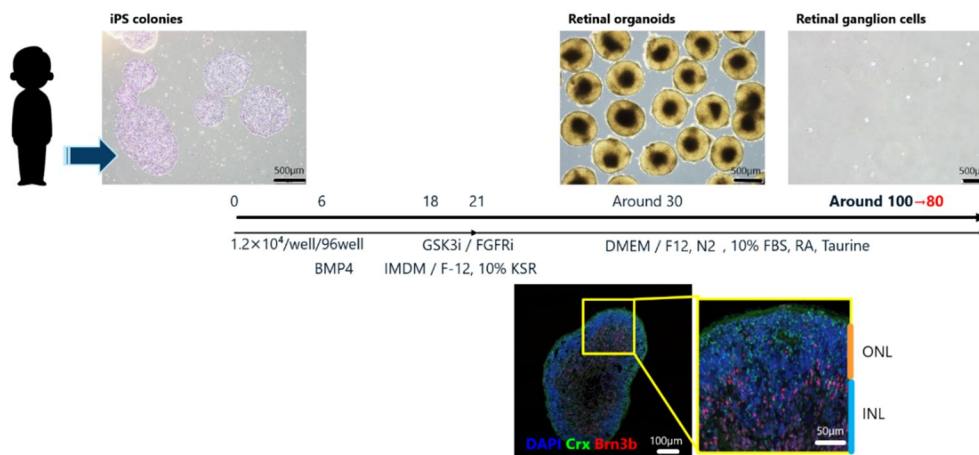 iPS colonies
Retinal organoids
Retinal ganglion cells
500μm
500μm
500μm
0 6 18 21 Around 30 Around 100→80
1.2×10⁴/well/96well
GSK3i / FGFRi
DMEM / F12, N2 , 10% FBS, RA, Taurine
BMP4
IMDM / F-12, 10% KSR
ONL
INL
DAPI Crx Brn3b
100μm
50μm